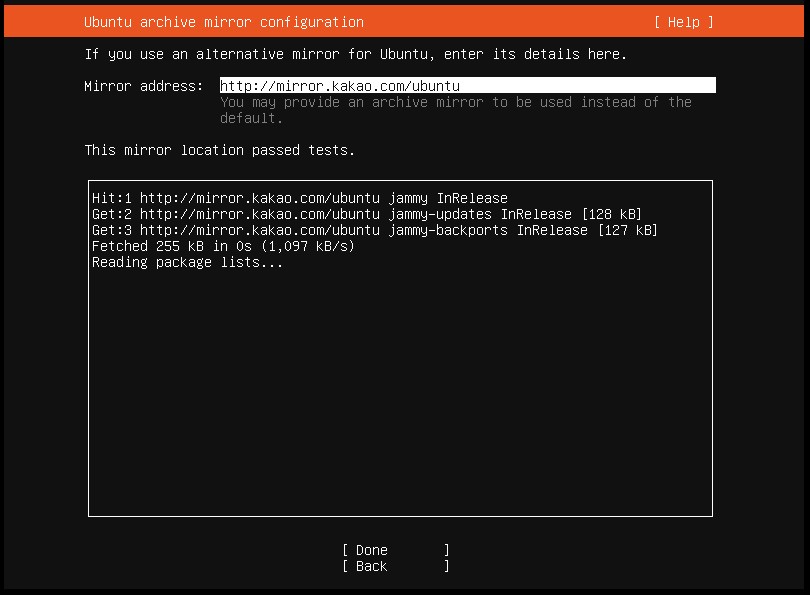 Ubuntu archive mirror configuration [ Help ]
If you use an alternative mirror for Ubuntu, enter its details here.
Mirror address: http://mirror.kakao.com/ubuntu
You may provide an archive mirror to be used instead of the
default.
This mirror location passed tests.
Hit:1 http://mirror.kakao.com/ubuntu jammy InRelease
Get:2 http://mirror.kakao.com/ubuntu jammy-updates InRelease [128 kB]
Get:3 http://mirror.kakao.com/ubuntu jammy-backports InRelease [127 kB]
Fetched 255 kB in 0s (1,097 kB/s)
Reading package lists...
[ Done ]
[ Back ]